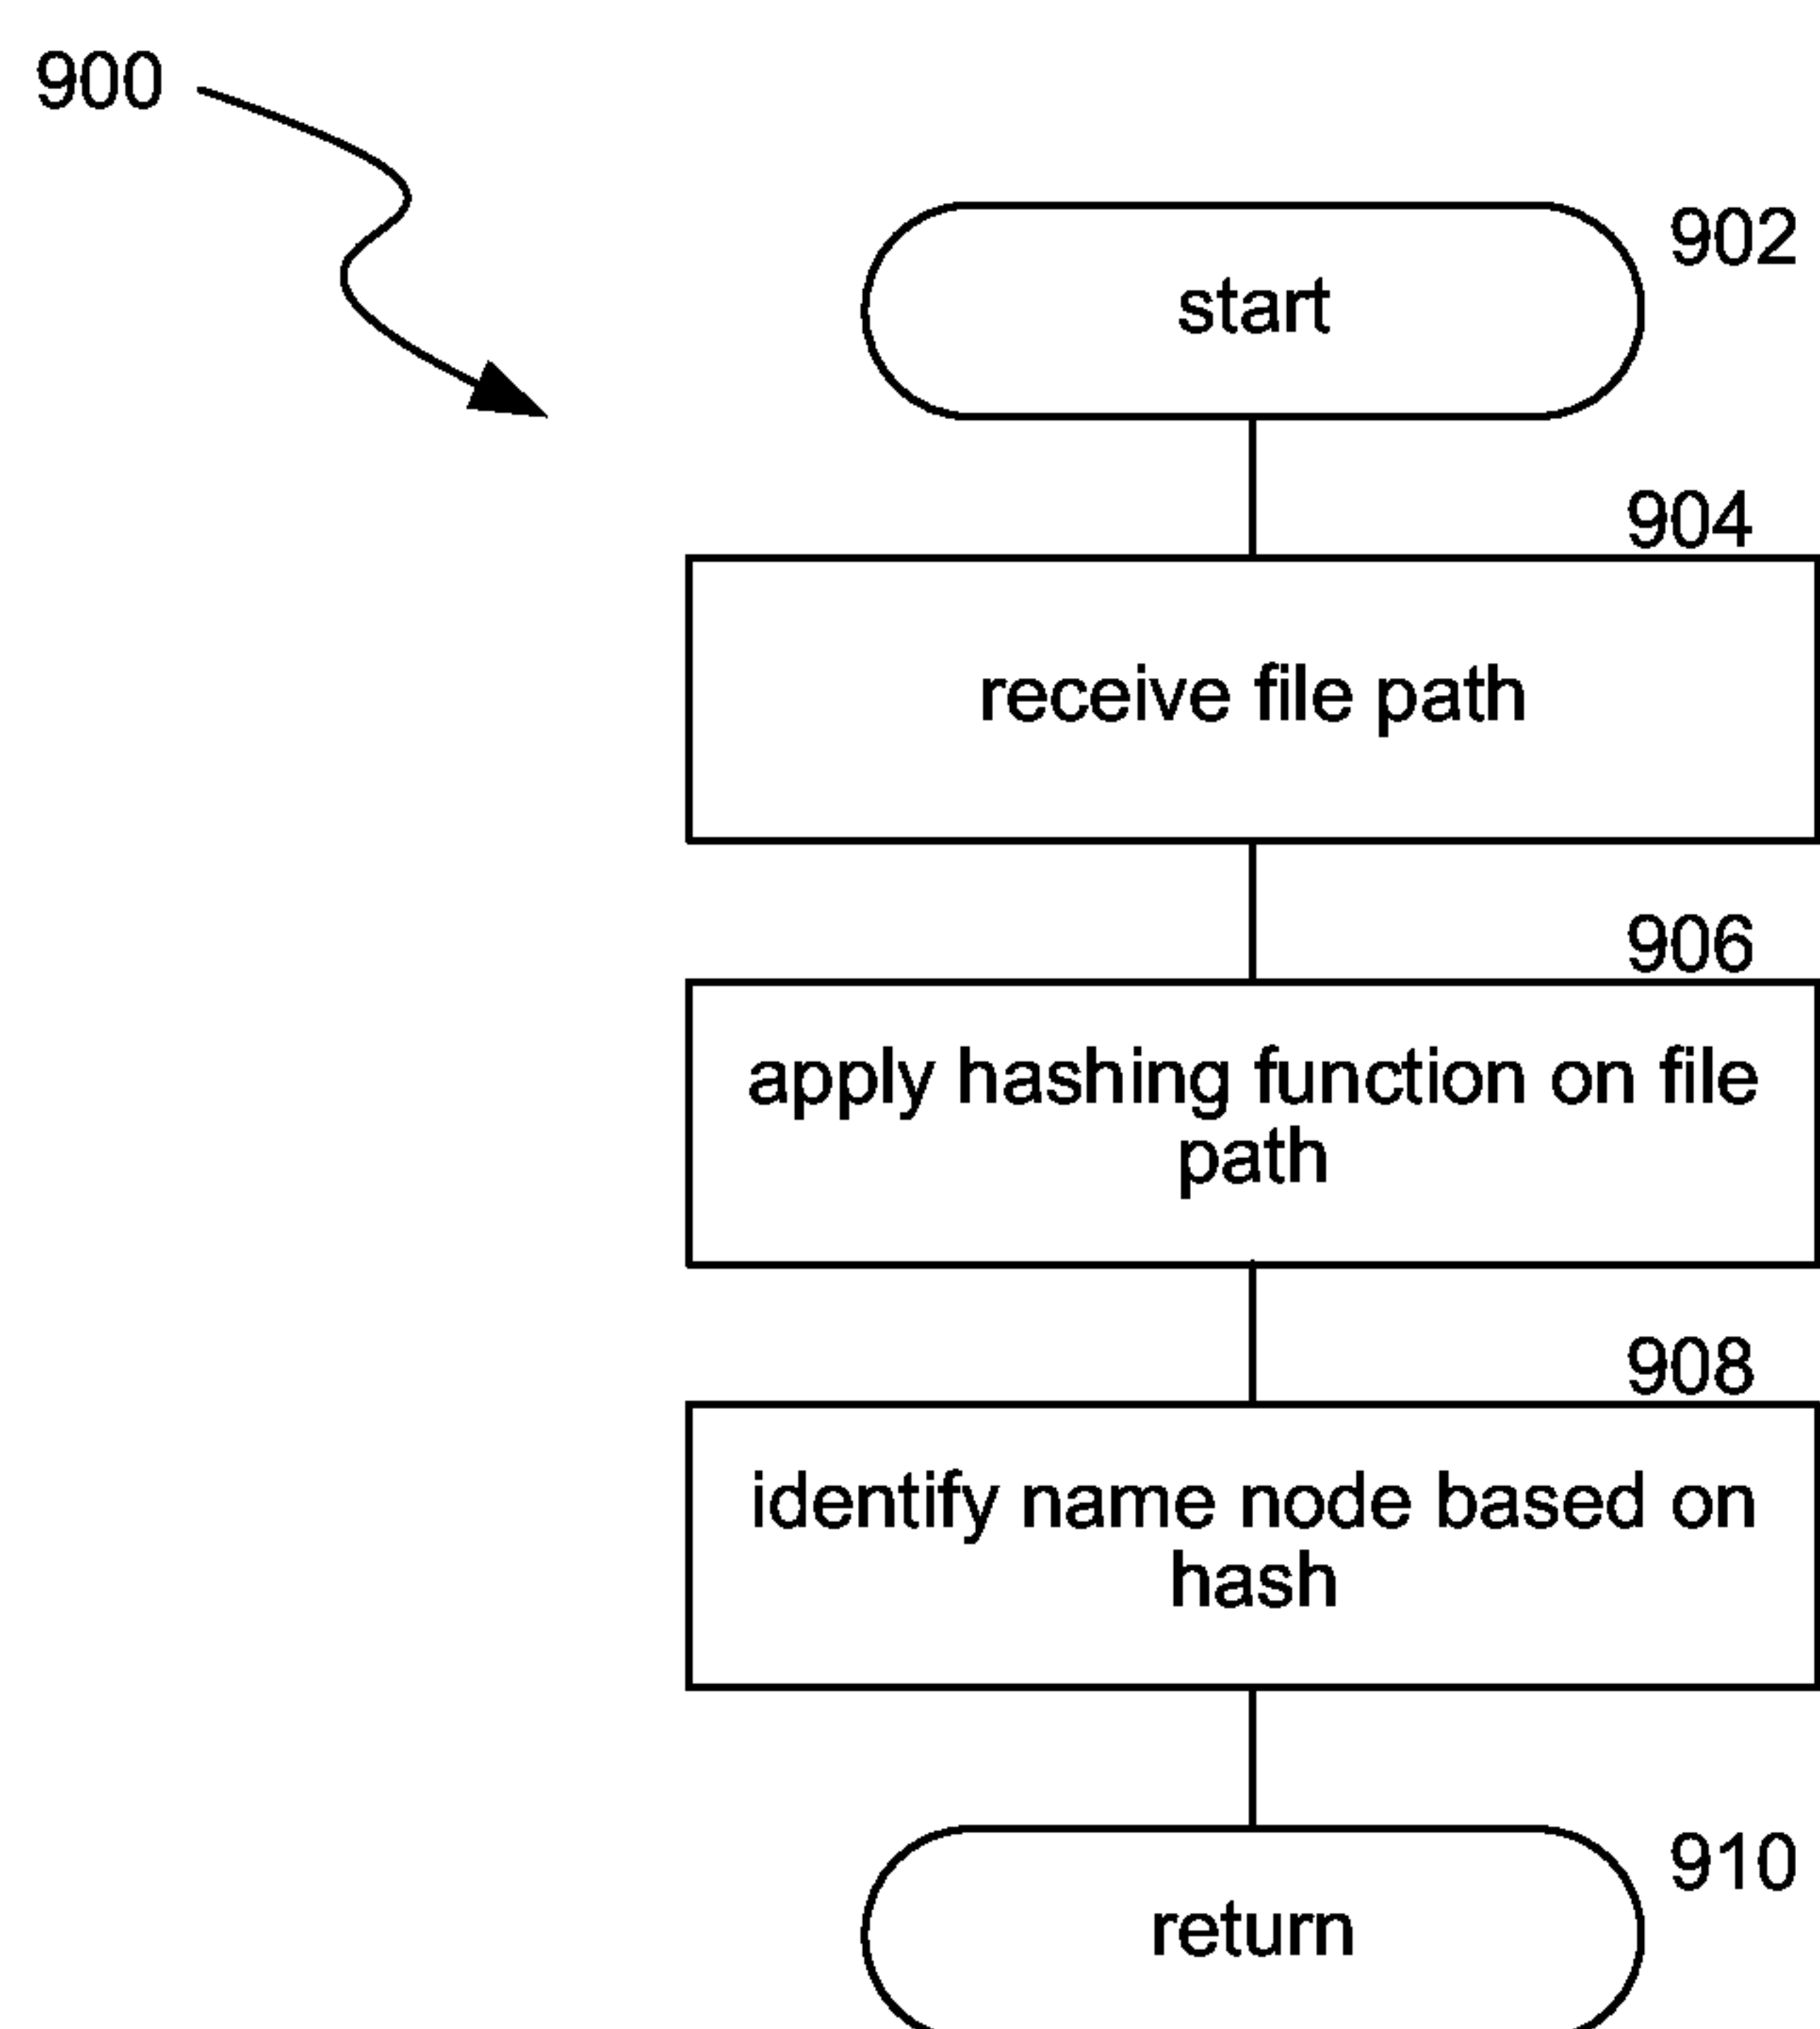 900
902
start
904
receive file path
906
apply hashing function on file
path
908
identify name node based on
hash
910
return